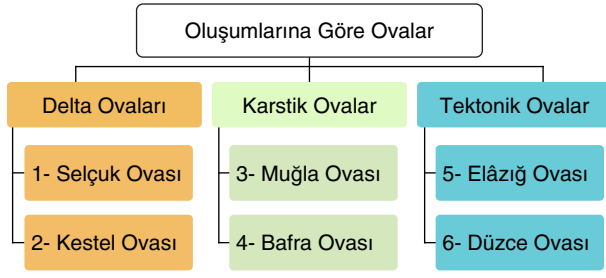 Oluşumlarına Göre Ovalar
Delta Ovaları
Karstik Ovalar
Tektonik Ovalar
1- Selçuk Ovası
3- Muğla Ovası
5- Elâzığ Ovası
2- Kestel Ovası
4- Bafra Ovası
6- Düzce Ovası